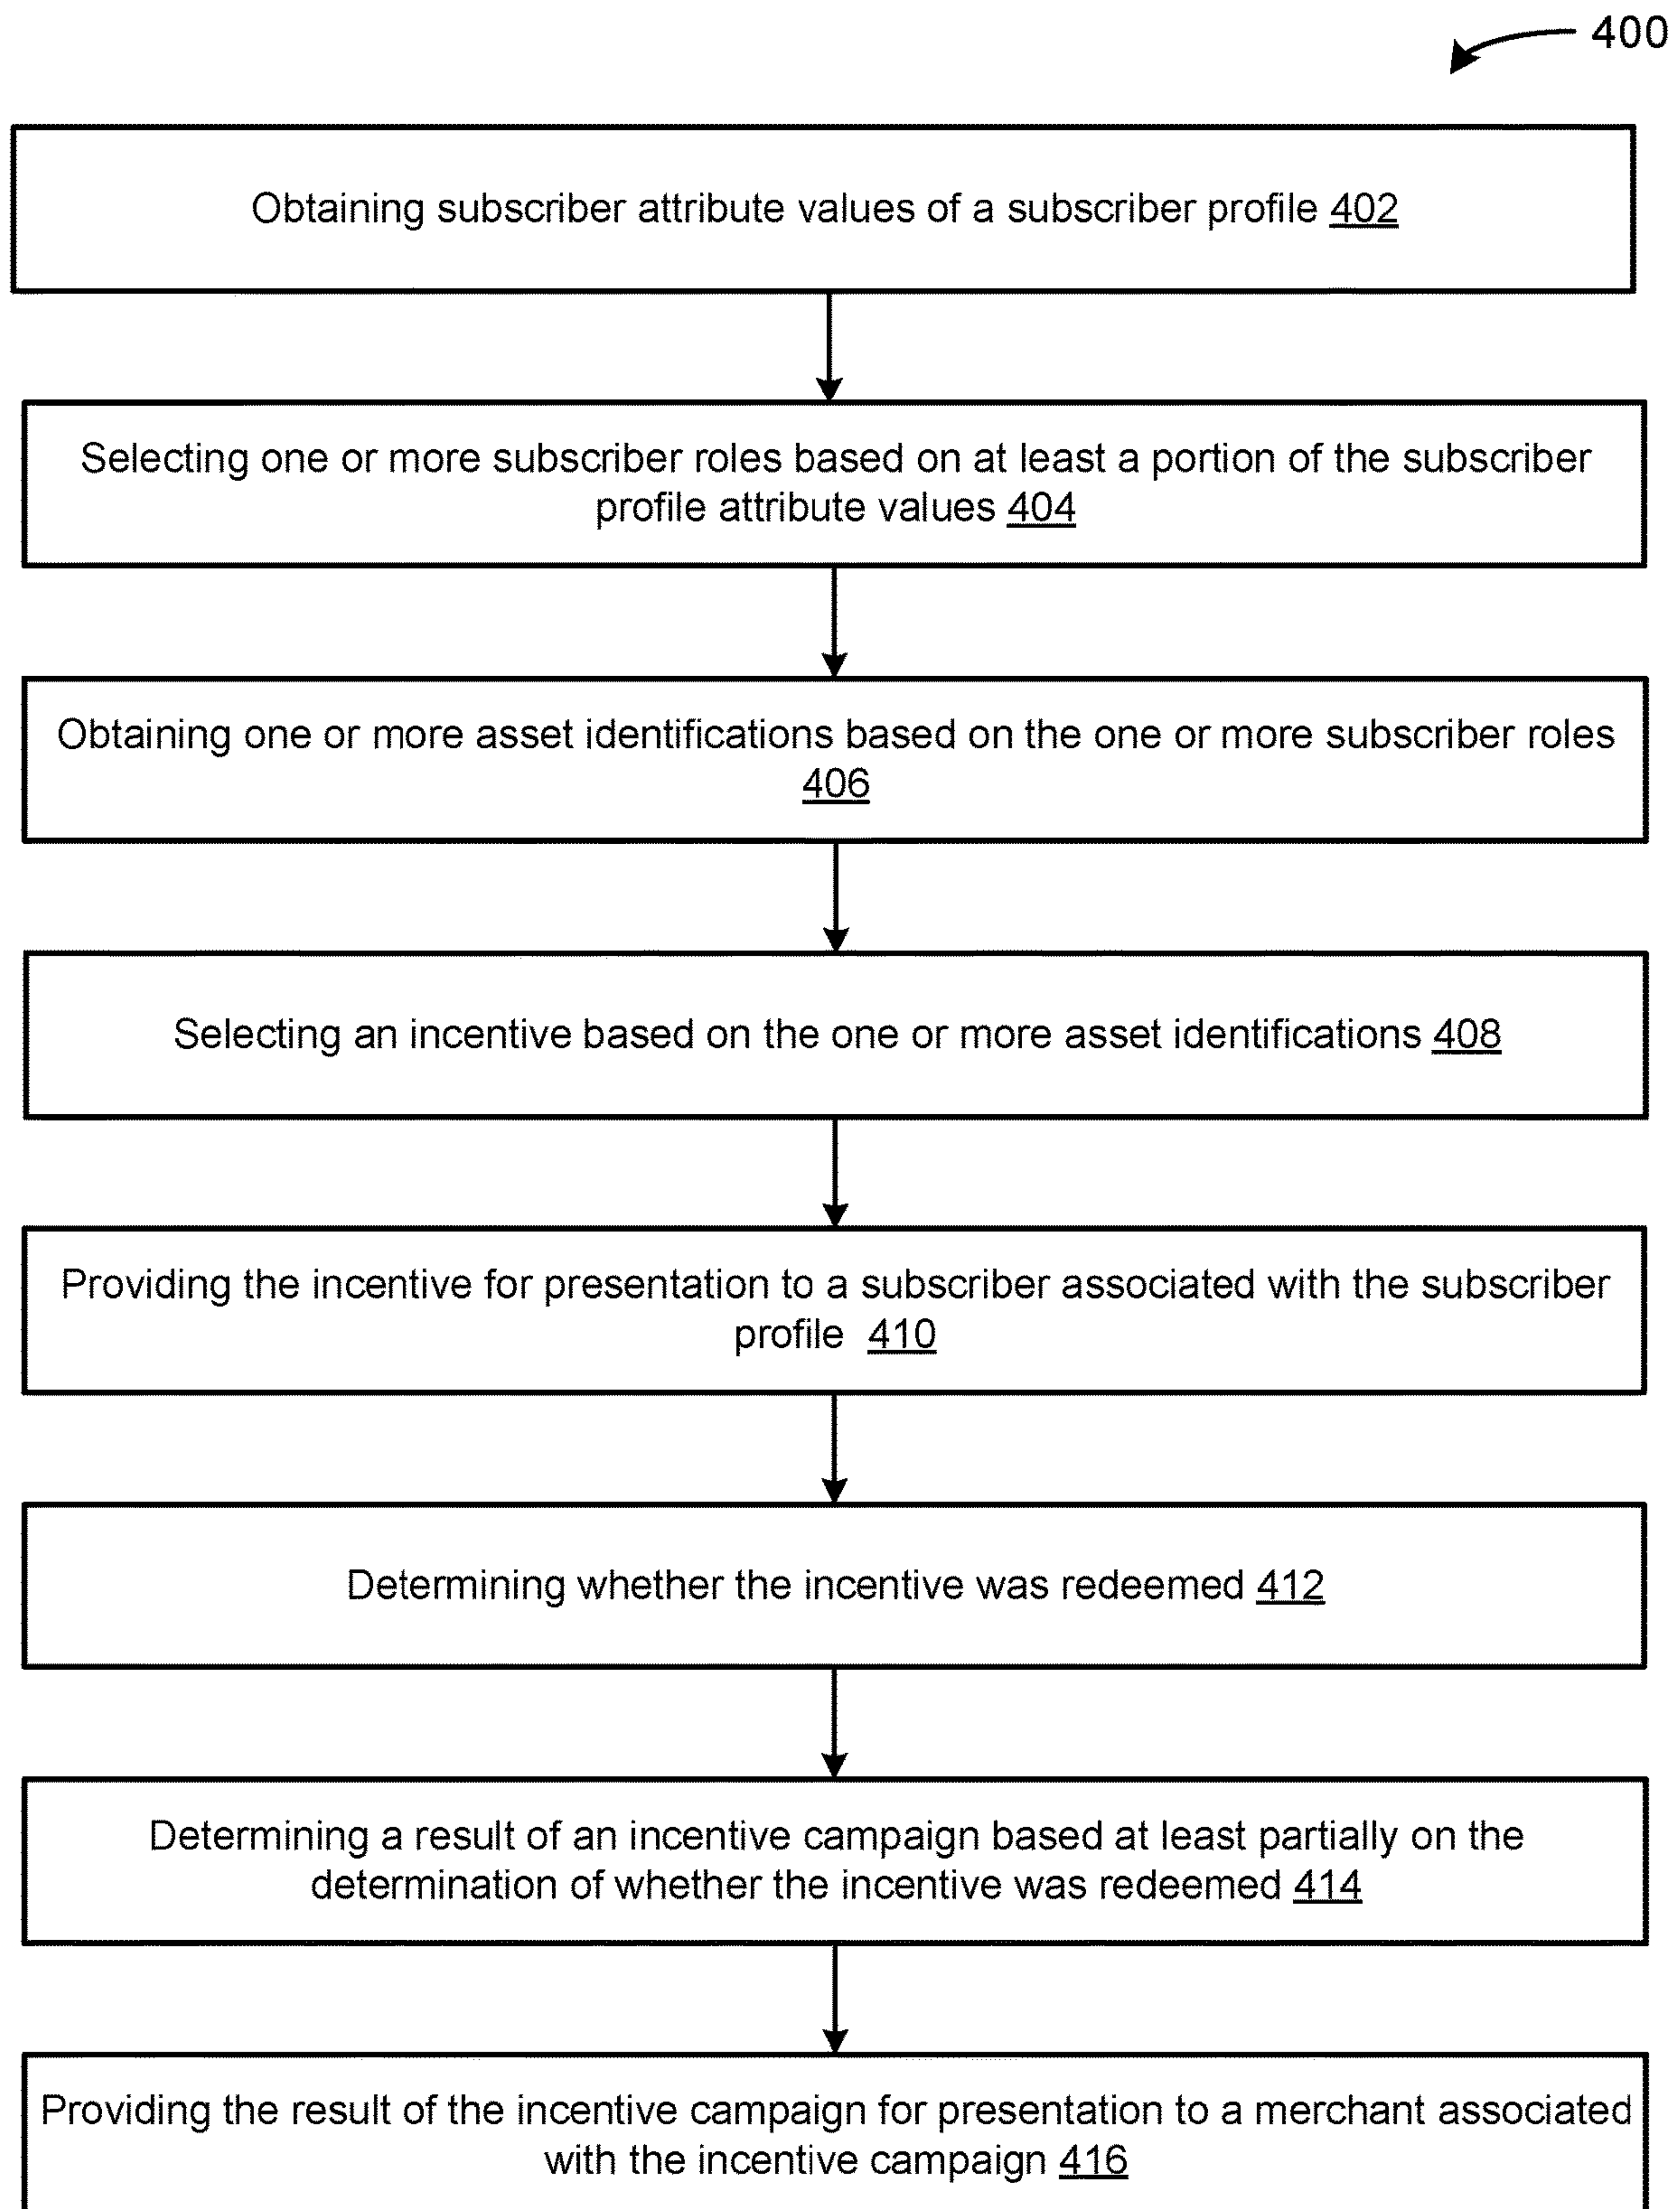 400
Obtaining subscriber attribute values of a subscriber profile 402
Selecting one or more subscriber roles based on at least a portion of the subscriber
profile attribute values 404
Obtaining one or more asset identifications based on the one or more subscriber roles
406
Selecting an incentive based on the one or more asset identifications 408
Providing the incentive for presentation to a subscriber associated with the subscriber
profile 410
Determining whether the incentive was redeemed 412
Determining a result of an incentive campaign based at least partially on the
determination of whether the incentive was redeemed 414
Providing the result of the incentive campaign for presentation to a merchant associated
with the incentive campaign 416